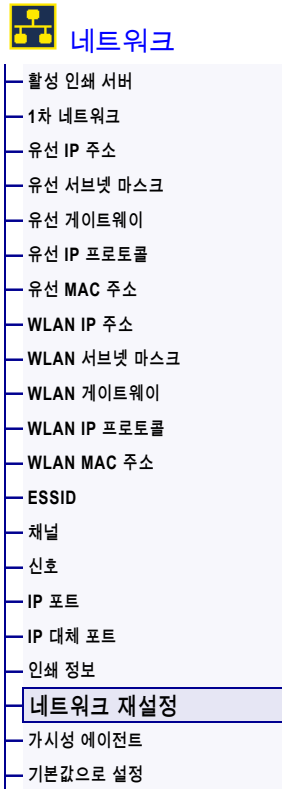 네트워크
활성 인쇄 서버
1차 네트워크
유선 IP 주소
유선 서브넷 마스크
유선 게이트웨이
유선 IP 프로토콜
유선 MAC 주소
WLAN IP 주소
WLAN 서브넷 마스크
WLAN 게이트웨이
WLAN IP 프로토콜
WLAN MAC 주소
ESSID
채널
신호
IP 포트
IP 대체 포트
인쇄 정보
네트워크 재설정
가시성 에이전트
기본값으로 설정